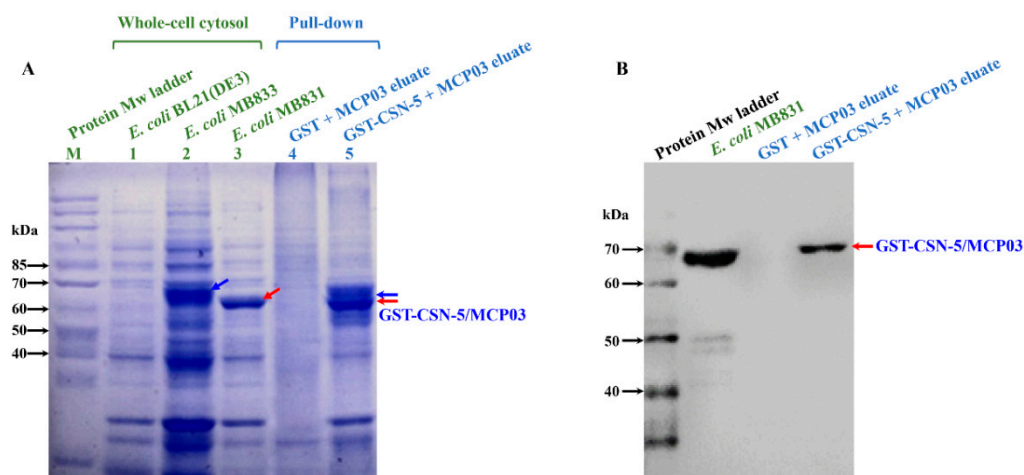 Whole-cell cytosol
Pull-down
A
Protein Mw ladder
E. coli BL21(DE3)
E. coli MB833
E. coli MB831
GST + MCP03 eluate
GST-CSN-5 + MCP03 eluate
M
1
2
3
4
5
kDa
85
70
60
50
40
GST-CSN-5/MCP03
B
Protein Mw ladder
E. coli MB831
GST + MCP03 eluate
GST-CSN-5 + MCP03 eluate
kDa
70
60
50
40
GST-CSN-5/MCP03